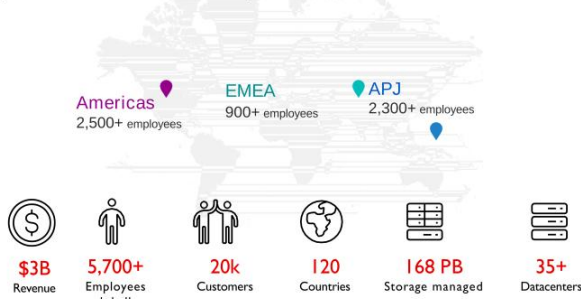 Americas
2,500+ employees
EMEA
900+ employees
APJ
2,300+ employees
$
$3B
Revenue
5,700+
Employees
20k
Customers
120
Countries
168 PB
Storage managed
35+
Datacenters